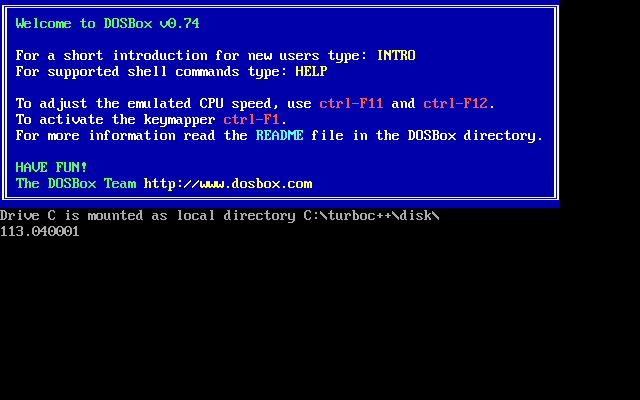 Welcome to DOSBox v0.74
For a short introduction for new users type: INTRO
For supported shell commands type: HELP
To adjust the emulated CPU speed, use ctrl-F11 and ctrl-F12.
To activate the keymapper ctrl-F1.
For more information read the README file in the DOSBox directory.
HAVE FUN!
The DOSBox Team http://www.dosbox.com
Drive C is mounted as local directory C:\turboc++\disk\
113.040001